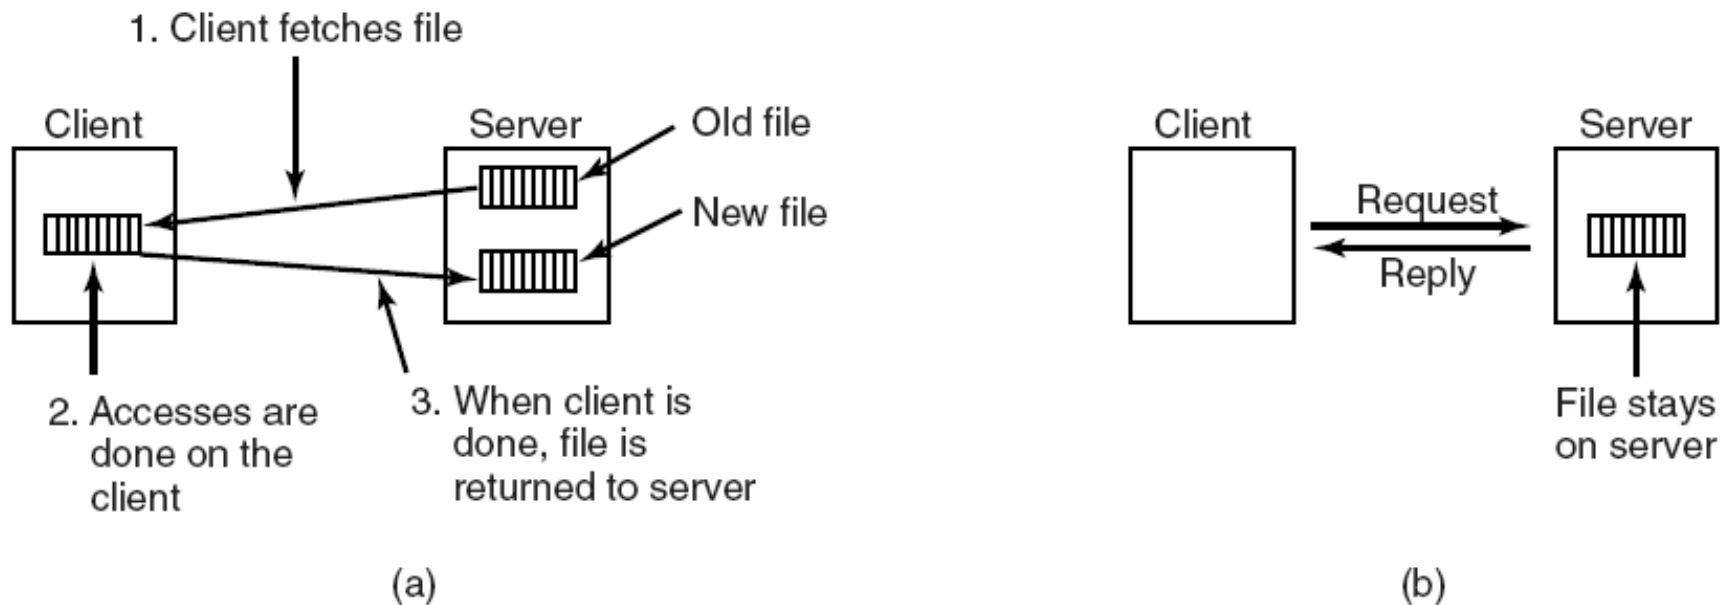 1. Client fetches file
Client
Server
Old file
New file
2. Accesses are
done on the
client
3. When client is
done, file is
returned to server
(a)
Client
Server
Request
Reply
File stays
on server
(b)